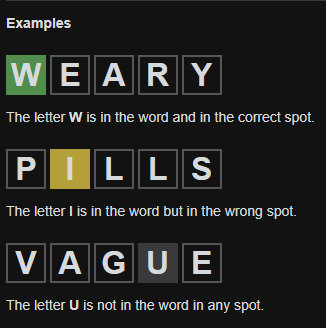 Examples
W E A R Y
The letter W is in the word and in the correct spot.
P I L L S
The letter I is in the word but in the wrong spot.
V A G U E
The letter U is not in the word in any spot.